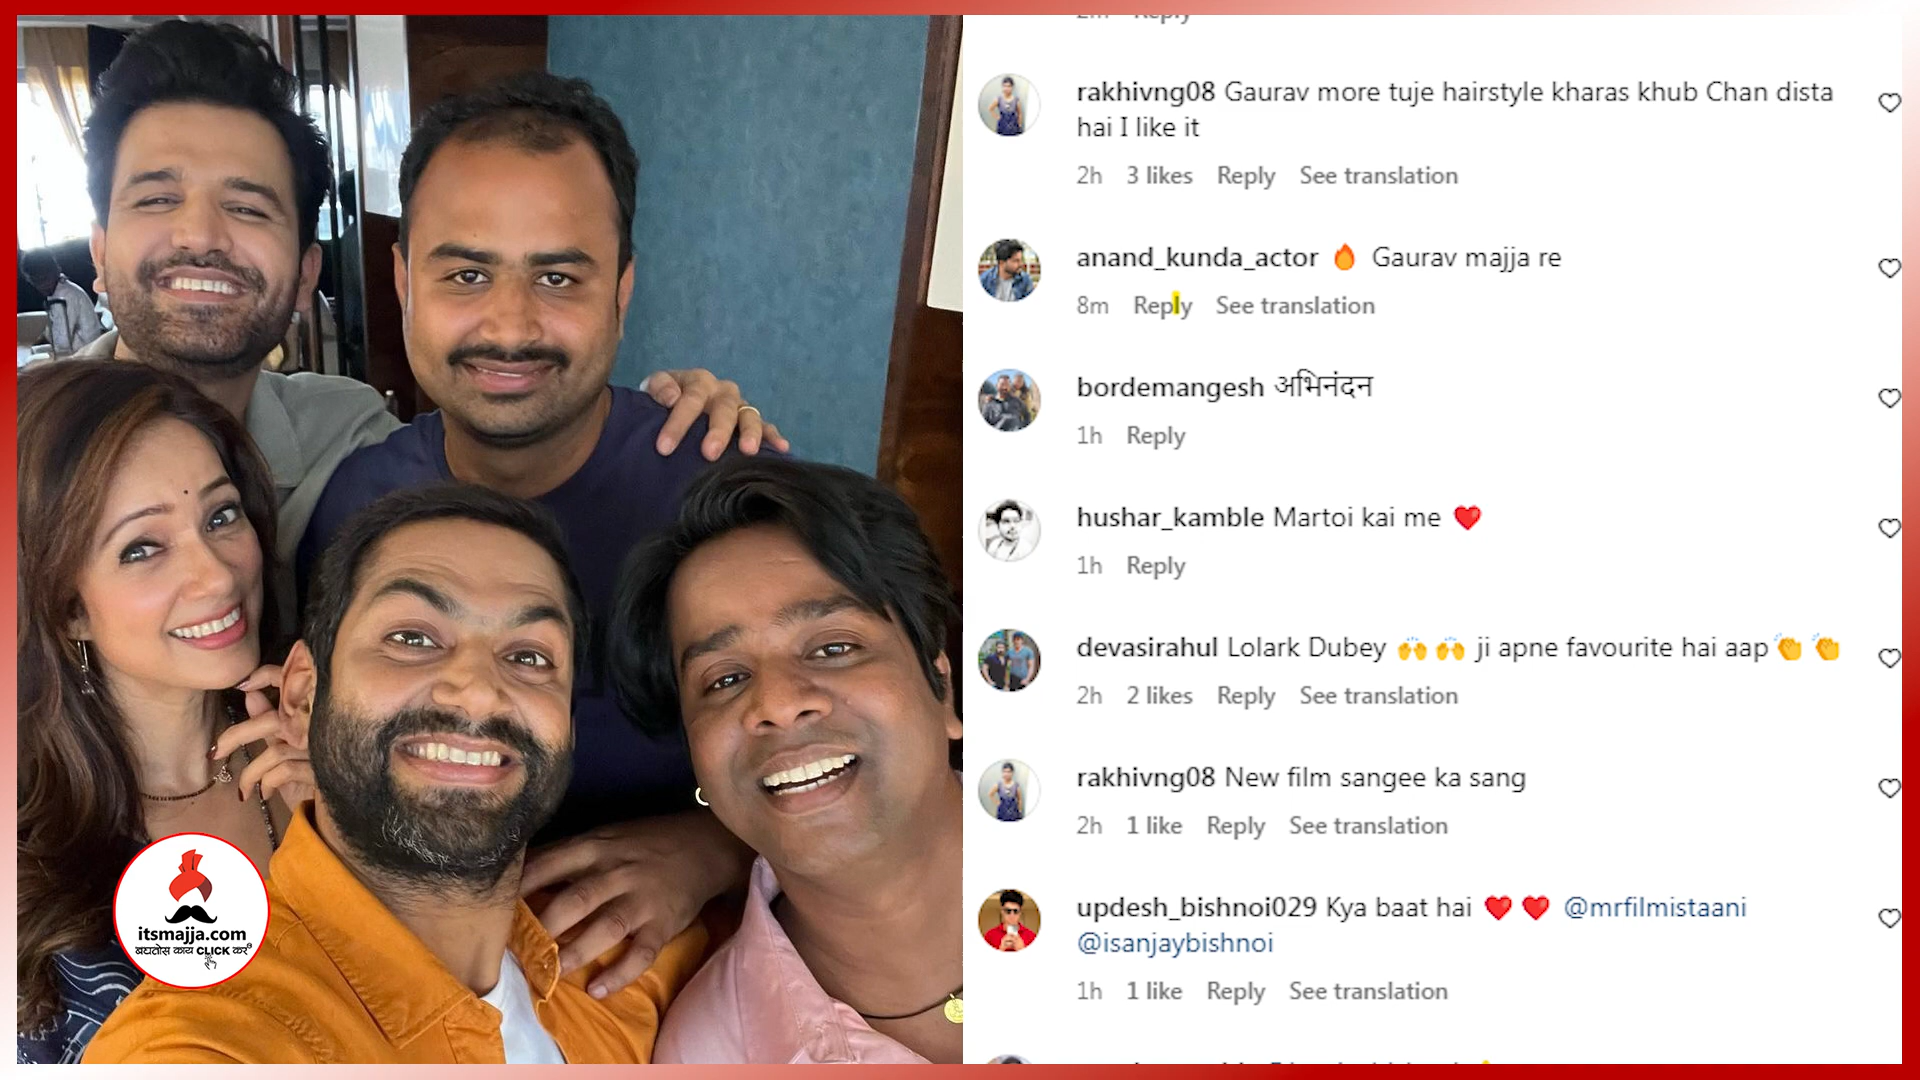 rakhivng08 Gaurav more tuje hairstyle kharas khub Chan dista
hai I like it
2h 3 likes Reply See translation
anand_kunda_actor 🔥 Gaurav majja re
8m Reply See translation
bordemangesh अभिनंदन
1h Reply
hushar_kamble Martoi kai me ❤️
1h Reply
devasirahul Lolark Dubey 🙌 🙌 ji apne favourite hai aap👏 👏
2h 2 likes Reply See translation
rakhivng08 New film sangee ka sang
2h 1 like Reply See translation
updesh_bishnoi029 Kya baat hai ❤️ ❤️ @mrfilmistaani
@isanjaybishnoi
1h 1 like Reply See translation
itsmajja.com
बघतोस काय CLICK कर